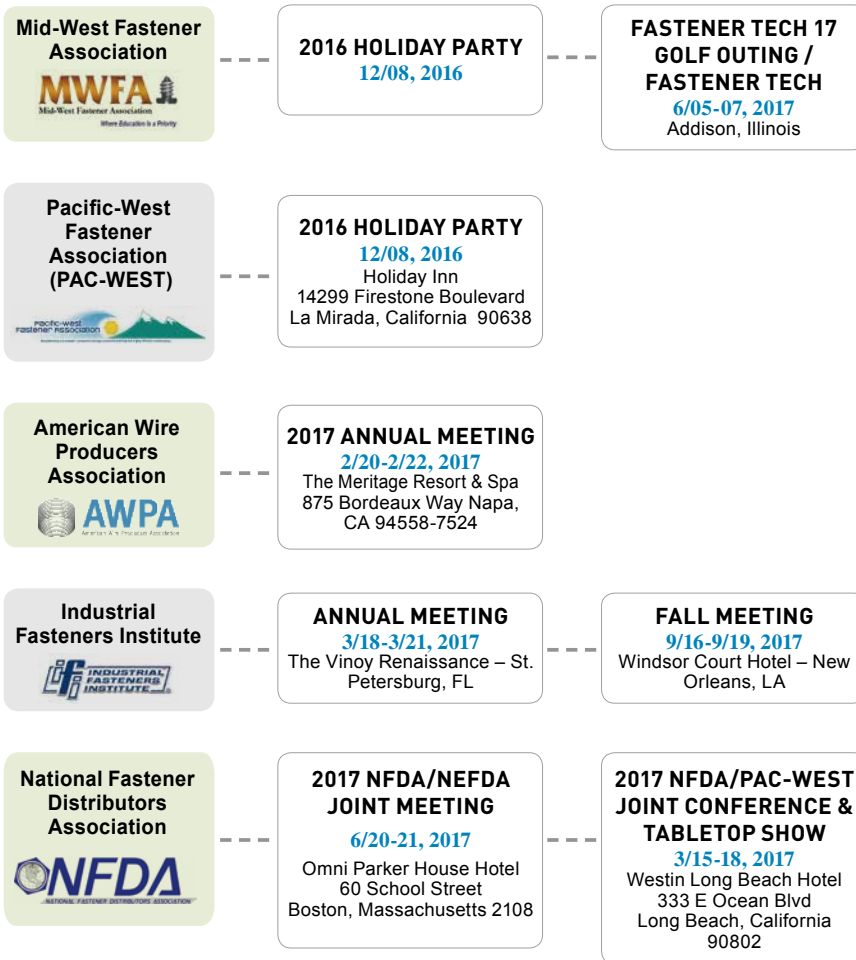 Mid-West Fastener
Association
MWFA
Mid-West Fastener Association
Where Education is a Priority
2016 HOLIDAY PARTY
12/08, 2016
FASTENER TECH 17
GOLF OUTING /
FASTENER TECH
6/05-07, 2017
Addison, Illinois
Pacific-West
Fastener
Association
(PAC-WEST)
Pacific-west
Fastener Association
2016 HOLIDAY PARTY
12/08, 2016
Holiday Inn
14299 Firestone Boulevard
La Mirada, California 90638
American Wire
Producers
Association
AWPA
American Wire Producers Association
2017 ANNUAL MEETING
2/20-2/22, 2017
The Meritage Resort & Spa
875 Bordeaux Way Napa,
CA 94558-7524
Industrial
Fasteners Institute
ifi INDUSTRIAL
FASTENERS
INSTITUTE
ANNUAL MEETING
3/18-3/21, 2017
The Vinoy Renaissance – St.
Petersburg, FL
FALL MEETING
9/16-9/19, 2017
Windsor Court Hotel – New
Orleans, LA
National Fastener
Distributors
Association
NFDA
NATIONAL FASTENER DISTRIBUTORS ASSOCIATION
2017 NFDA/NEFDA
JOINT MEETING
6/20-21, 2017
Omni Parker House Hotel
60 School Street
Boston, Massachusetts 2108
2017 NFDA/PAC-WEST
JOINT CONFERENCE &
TABLETOP SHOW
3/15-18, 2017
Westin Long Beach Hotel
333 E Ocean Blvd
Long Beach, California
90802